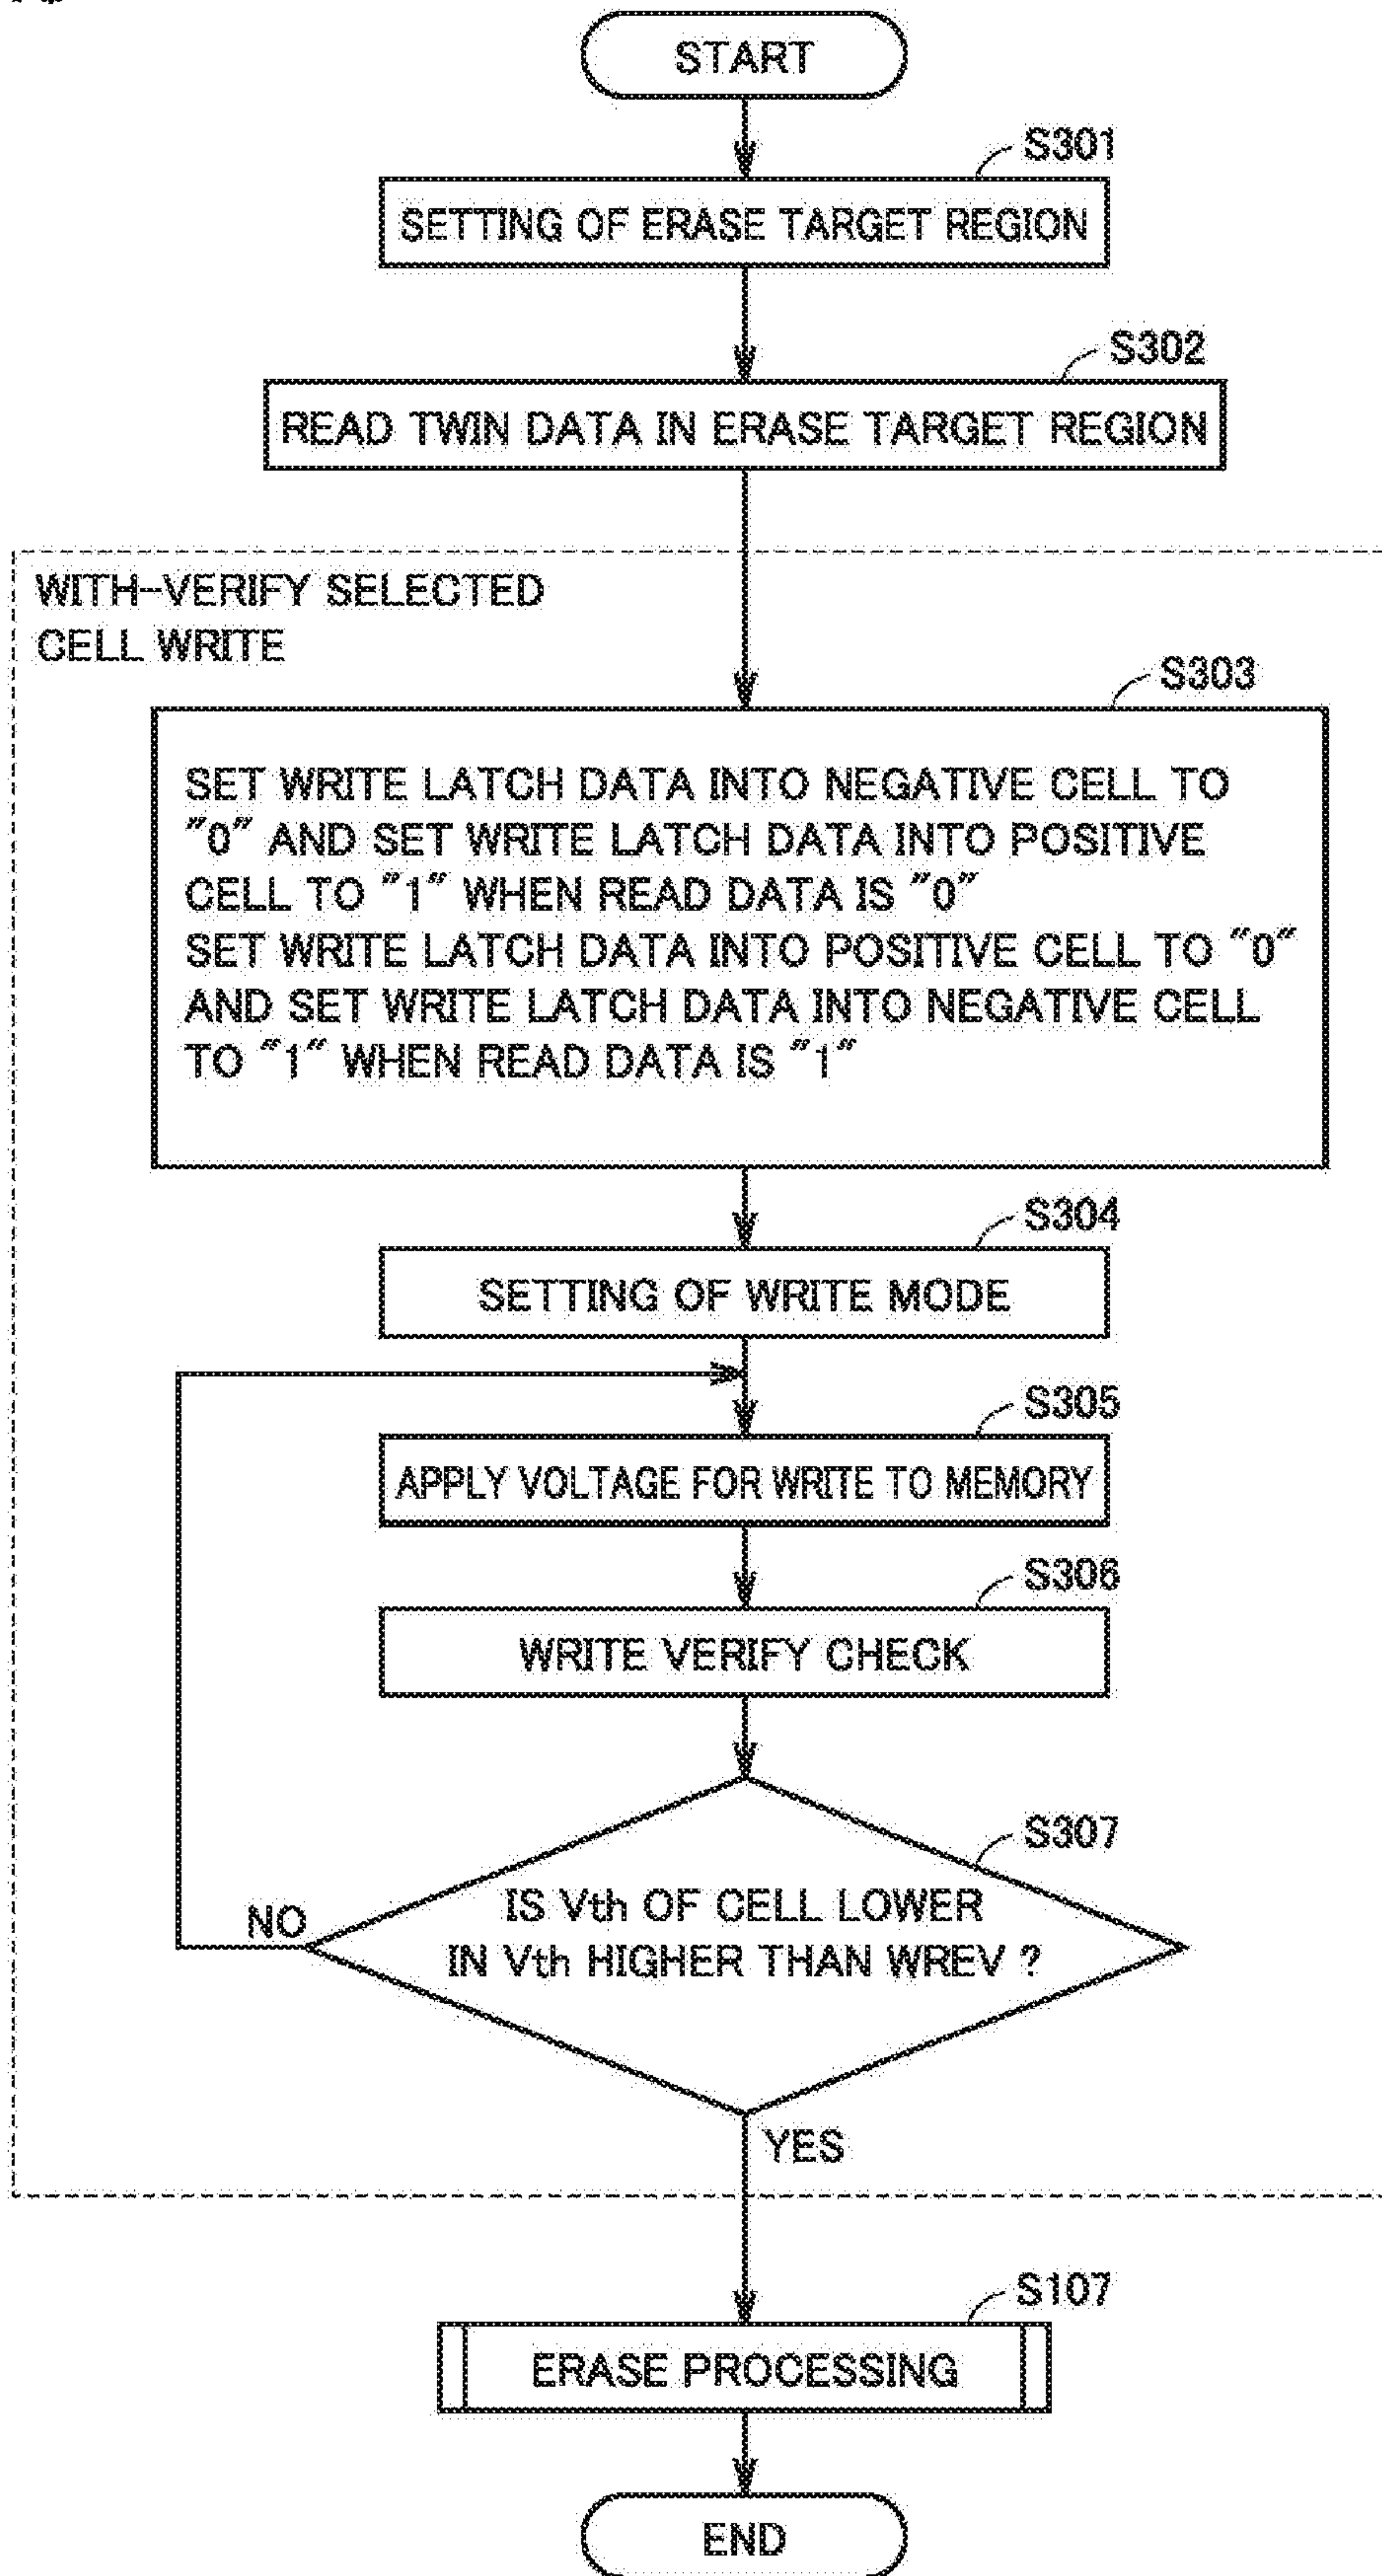 START
S301
SETTING OF ERASE TARGET REGION
S302
READ TWIN DATA IN ERASE TARGET REGION
WITH-VERIFY SELECTED
CELL WRITE
S303
SET WRITE LATCH DATA INTO NEGATIVE CELL TO
"0" AND SET WRITE LATCH DATA INTO POSITIVE
CELL TO "1" WHEN READ DATA IS "0"
SET WRITE LATCH DATA INTO POSITIVE CELL TO "0"
AND SET WRITE LATCH DATA INTO NEGATIVE CELL
TO "1" WHEN READ DATA IS "1"
S304
SETTING OF WRITE MODE
S305
APPLY VOLTAGE FOR WRITE TO MEMORY
S306
WRITE VERIFY CHECK
S307
IS Vth OF CELL LOWER
IN Vth HIGHER THAN WREV ?
NO
YES
S107
ERASE PROCESSING
END